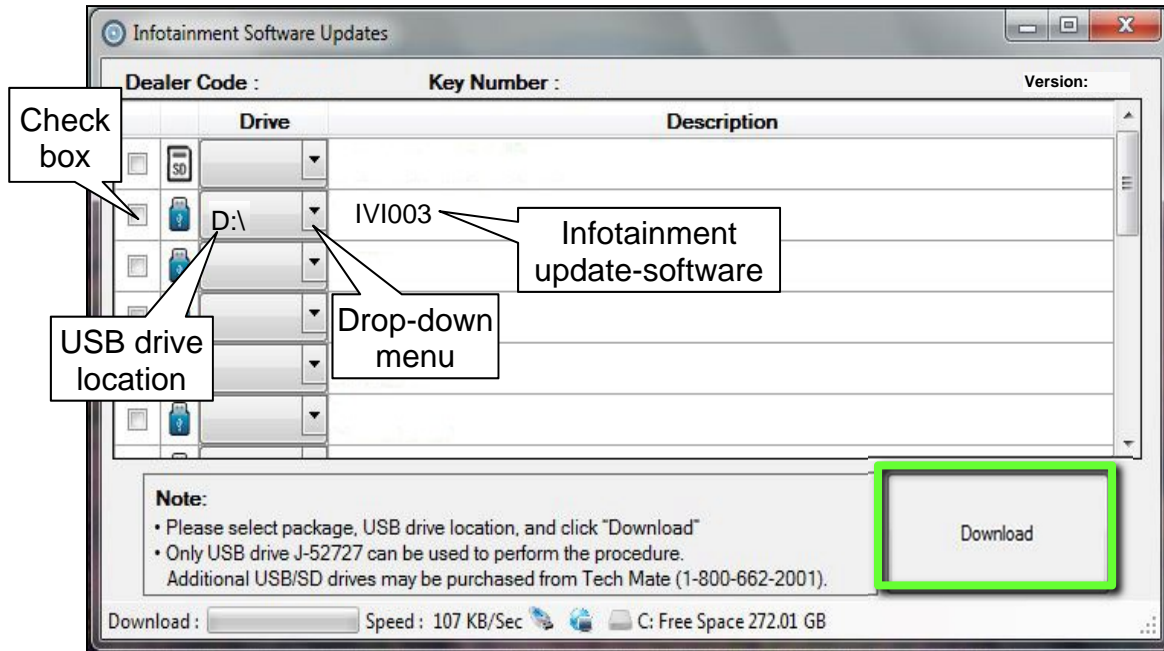 Infotainment Software Updates
Dealer Code :
Key Number :
Version:
Check
box
Drive
Description
SD
D:\
IVI003
Infotainment
update-software
USB drive
location
Drop-down
menu
Note:
• Please select package, USB drive location, and click "Download"
• Only USB drive J-52727 can be used to perform the procedure.
Additional USB/SD drives may be purchased from Tech Mate (1-800-662-2001).
Download
Download :
Speed : 107 KB/Sec
C: Free Space 272.01 GB